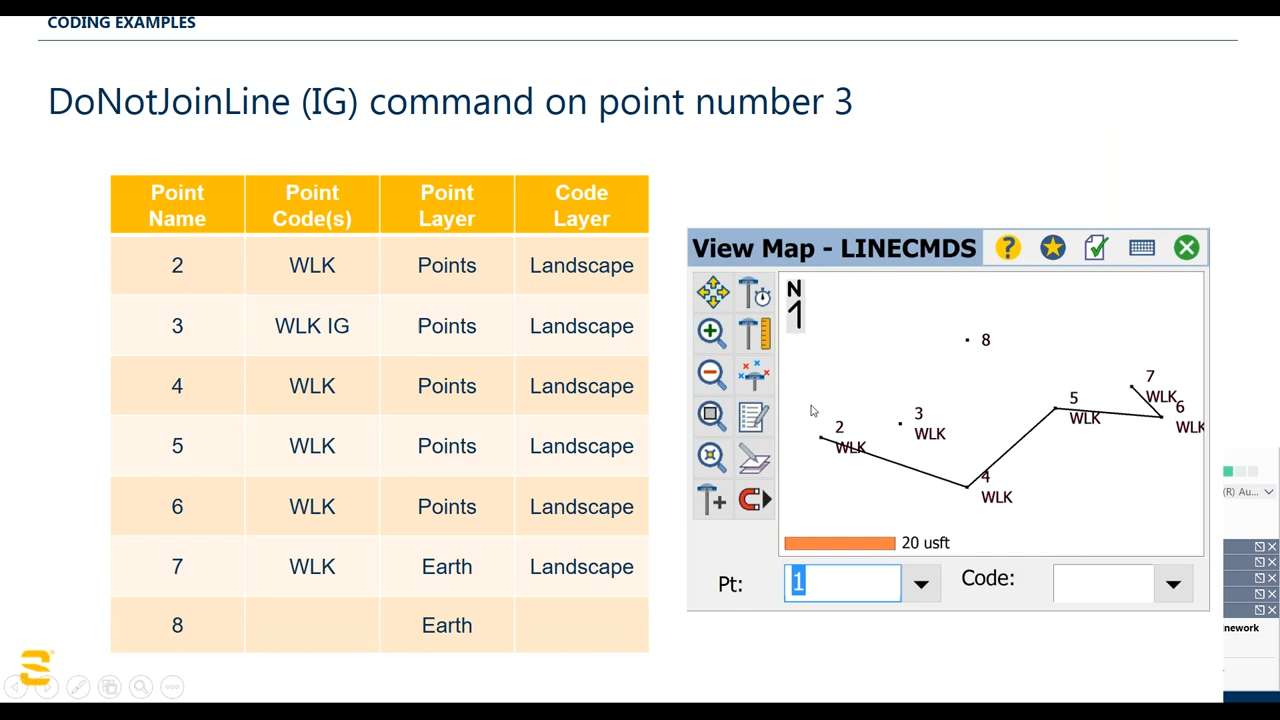 CODING EXAMPLES
DoNotJoinLine (IG) command on point number 3
Point Name Point Code(s) Point Layer Code Layer
2 WLK Points Landscape
3 WLK IG Points Landscape
4 WLK Points Landscape
5 WLK Points Landscape
6 WLK Points Landscape
7 WLK Earth Landscape
8 Earth
View Map - LINECMDS
N
1
8
7
WLK
5
WLK
6
WLK
3
WLK
2
WLK
4
WLK
20 usft
Pt: 1 Code:
(R) Au...
nework